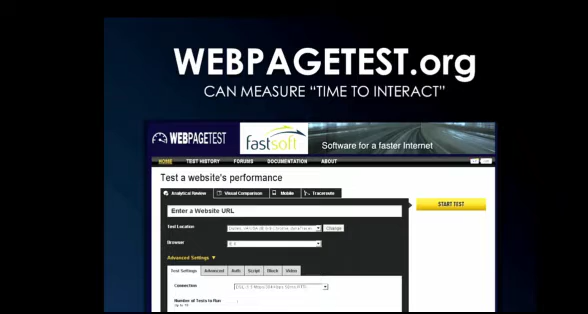 WEBPAGETEST.org
CAN MEASURE “TIME TO INTERACT”
WEBPAGETEST
fastsoft
Software for a faster Internet
HOME TEST HISTORY FORUMS DOCUMENTATION ABOUT
Test a website's performance
Analytical Review Visual Comparison Mobile Traceroute
START TEST
Enter a Website URL
Test Location
Change
Browser
Advanced Settings ▼
Test Settings Advanced Auth Script Block Video
Connection
Number of Tests to Run